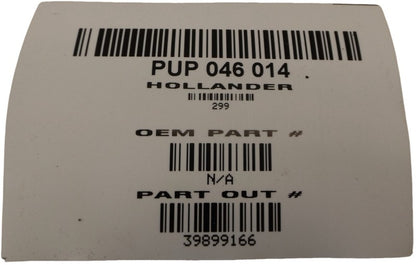 PUP 046 014
HOLLANDER
299
OEM PART #
N/A
PART OUT #
39899166